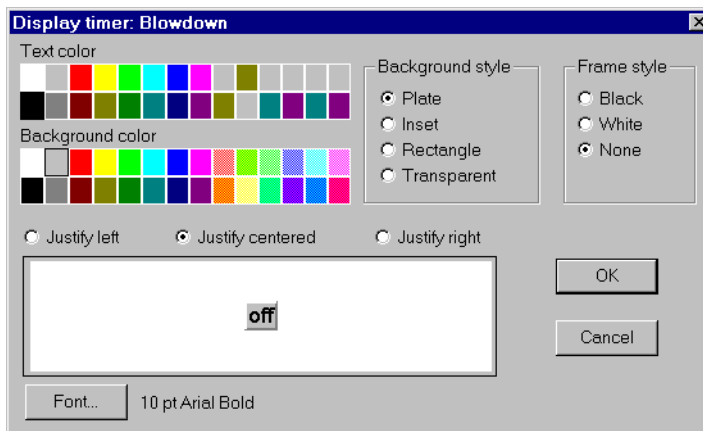 Display timer: Blowdown
Text color
Background color
Background style
Plate
Inset
Rectangle
Transparent
Frame style
Black
White
None
Justify left
Justify centered
Justify right
off
OK
Cancel
Font...
10 pt Arial Bold